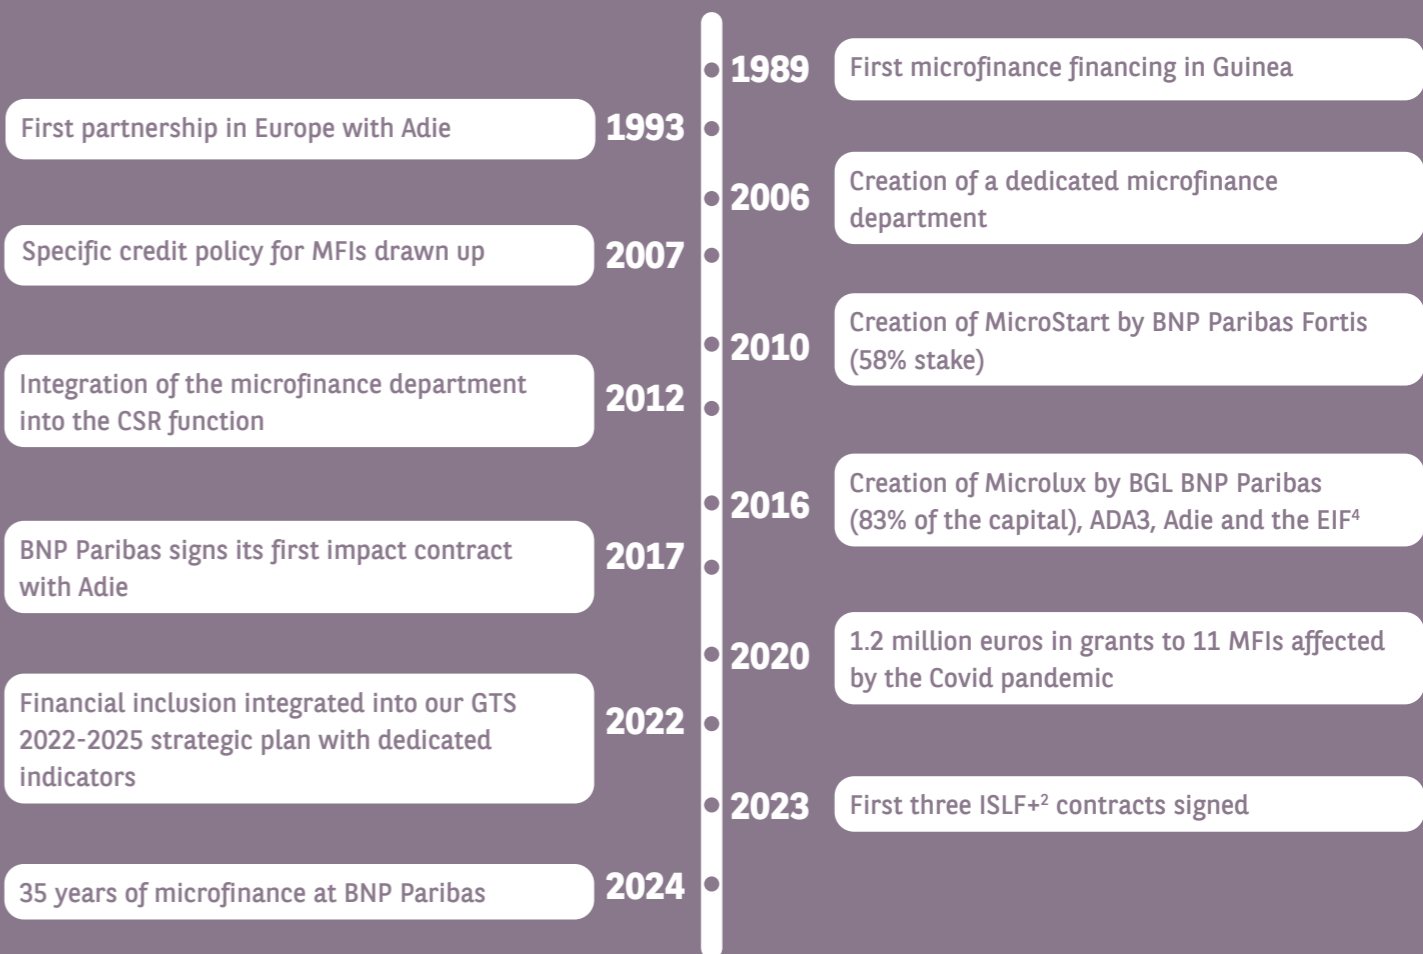 1989
First microfinance financing in Guinea
First partnership in Europe with Adie
1993
2006
Creation of a dedicated microfinance
department
Specific credit policy for MFIs drawn up
2007
2010
Creation of MicroStart by BNP Paribas Fortis
(58% stake)
Integration of the microfinance department
into the CSR function
2012
2016
Creation of Microlux by BGL BNP Paribas
(83% of the capital), ADA3, Adie and the EIF⁴
BNP Paribas signs its first impact contract
with Adie
2017
2020
1.2 million euros in grants to 11 MFIs affected
by the Covid pandemic
Financial inclusion integrated into our GTS
2022-2025 strategic plan with dedicated
indicators
2022
2023
First three ISLF+² contracts signed
35 years of microfinance at BNP Paribas
2024